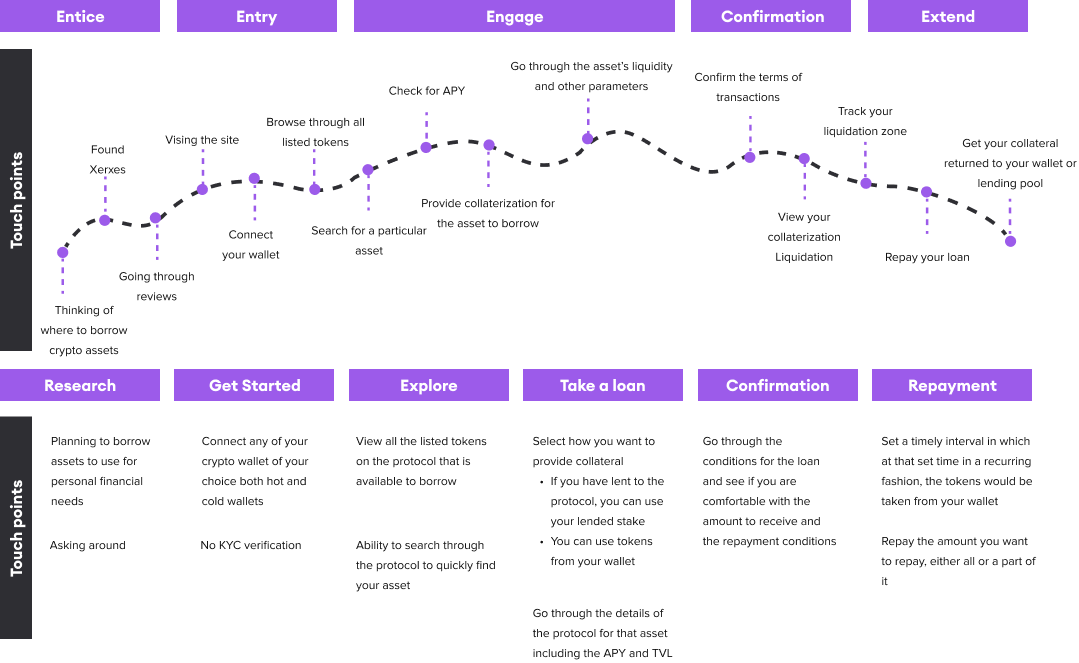 Entice
Entry
Engage
Confirmation
Extend
Touch points
Thinking of
where to borrow
crypto assets
Found
Xerxes
Going through
reviews
Vising the site
Connect
your wallet
Browse through all
listed tokens
Search for a particular
asset
Check for APY
Provide collaterization for
the asset to borrow
Go through the asset's liquidity
and other parameters
Confirm the terms of
transactions
View your
collaterization
Liquidation
Track your
liquidation zone
Repay your loan
Get your collateral
returned to your wallet or
lending pool
Research
Get Started
Explore
Take a loan
Confirmation
Repayment
Touch points
Planning to borrow
assets to use for
personal financial
needs
Asking around
Connect any of your
crypto wallet of your
choice both hot and
cold wallets
No KYC verification
View all the listed tokens
on the protocol that is
available to borrow
Ability to search through
the protocol to quickly find
your asset
Select how you want to
provide collateral
• If you have lent to the
protocol, you can use
your lended stake
• You can use tokens
from your wallet
Go through the details of
the protocol for that asset
including the APY and TVL
Go through the
conditions for the loan
and see if you are
comfortable with the
amount to receive and
the repayment conditions
Set a timely interval in which
at that set time in a recurring
fashion, the tokens would be
taken from your wallet
Repay the amount you want
to repay, either all or a part of
it